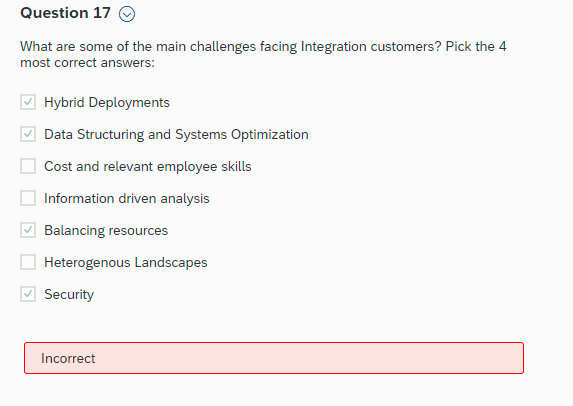 Question 17
What are some of the main challenges facing Integration customers? Pick the 4
most correct answers:
Hybrid Deployments
Data Structuring and Systems Optimization
Cost and relevant employee skills
Information driven analysis
Balancing resources
Heterogenous Landscapes
Security
Incorrect